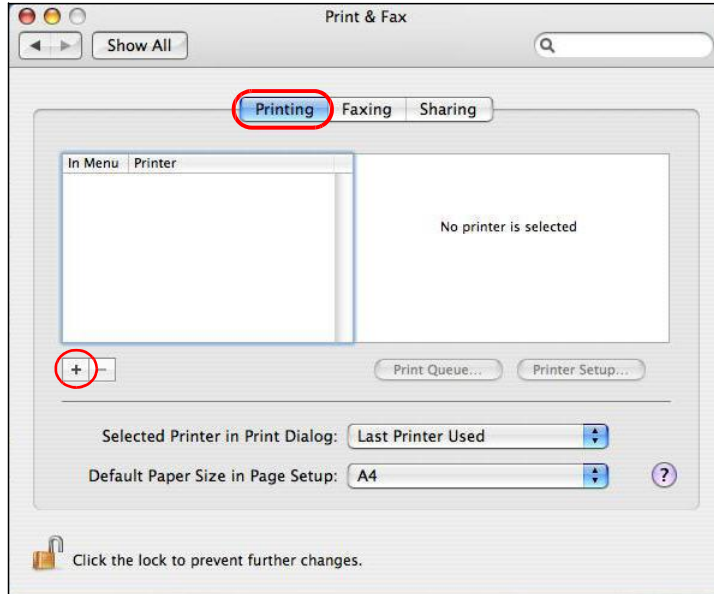 Print & Fax
Show All
Printing Faxing Sharing
In Menu Printer
No printer is selected
+ −
Print Queue... Printer Setup...
Selected Printer in Print Dialog: Last Printer Used
Default Paper Size in Page Setup: A4 ?
Click the lock to prevent further changes.